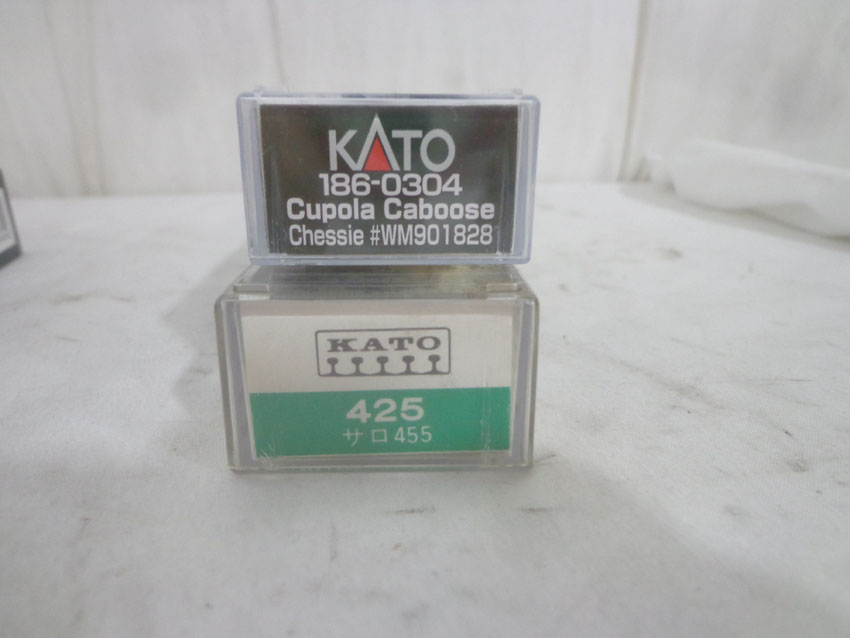 KATO
186-0304
Cupola Caboose
Chessie #WM901828
KATO
425
サロ455